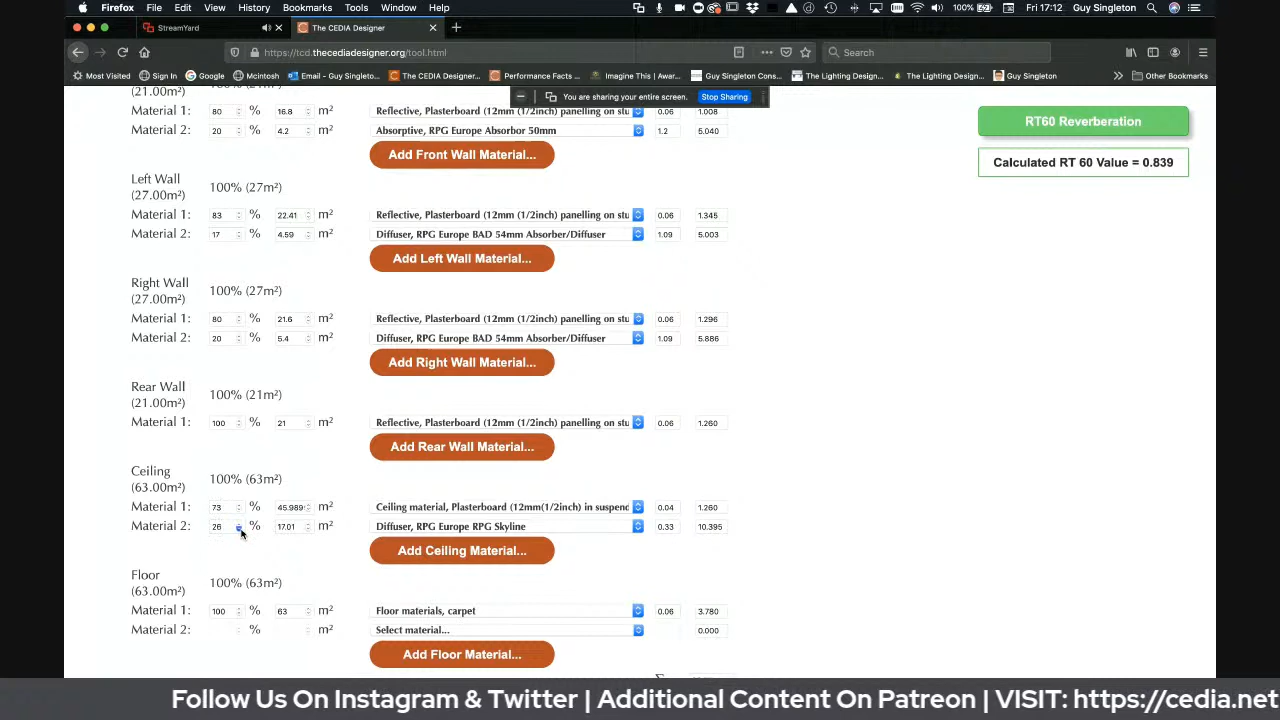 Firefox File Edit View History Bookmarks Tools Window Help 100% Fri 17:12 Guy Singleton
StreamYard The CEDIA Designer
https://tcd.thecediadesigner.org/tool.html Search
Most Visited Sign In Google Mcintosh Email - Guy Singleto... The CEDIA Designer... Performance Facts ... Imagine This | Awar... Guy Singleton Cons... The Lighting Design... The Lighting Design... Guy Singleton Other Bookmarks
You are sharing your entire screen. Stop Sharing
(21.00m²)
Material 1: 80 % 16.8 m² Reflective, Plasterboard (12mm (1/2inch) panelling on stu 0.06 1.008
Material 2: 20 % 4.2 m² Absorptive, RPG Europe Absorbor 50mm 1.2 5.040
Add Front Wall Material...
RT60 Reverberation
Calculated RT 60 Value = 0.839
Left Wall
(27.00m²) 100% (27m²)
Material 1: 83 % 22.41 m² Reflective, Plasterboard (12mm (1/2inch) panelling on stu 0.06 1.345
Material 2: 17 % 4.59 m² Diffuser, RPG Europe BAD 54mm Absorber/Diffuser 1.09 5.003
Add Left Wall Material...
Right Wall
(27.00m²) 100% (27m²)
Material 1: 80 % 21.6 m² Reflective, Plasterboard (12mm (1/2inch) panelling on stu 0.06 1.296
Material 2: 20 % 5.4 m² Diffuser, RPG Europe BAD 54mm Absorber/Diffuser 1.09 5.886
Add Right Wall Material...
Rear Wall
(21.00m²) 100% (21m²)
Material 1: 100 % 21 m² Reflective, Plasterboard (12mm (1/2inch) panelling on stu 0.06 1.260
Add Rear Wall Material...
Ceiling
(63.00m²) 100% (63m²)
Material 1: 73 % 45.989 m² Ceiling material, Plasterboard (12mm(1/2inch) in suspend 0.04 1.260
Material 2: 26 % 17.01 m² Diffuser, RPG Europe RPG Skyline 0.33 10.395
Add Ceiling Material...
Floor
(63.00m²) 100% (63m²)
Material 1: 100 % 63 m² Floor materials, carpet 0.06 3.780
Material 2: % m² Select material... 0.000
Add Floor Material...
Follow Us On Instagram & Twitter | Additional Content On Patreon | VISIT: https://cedia.net